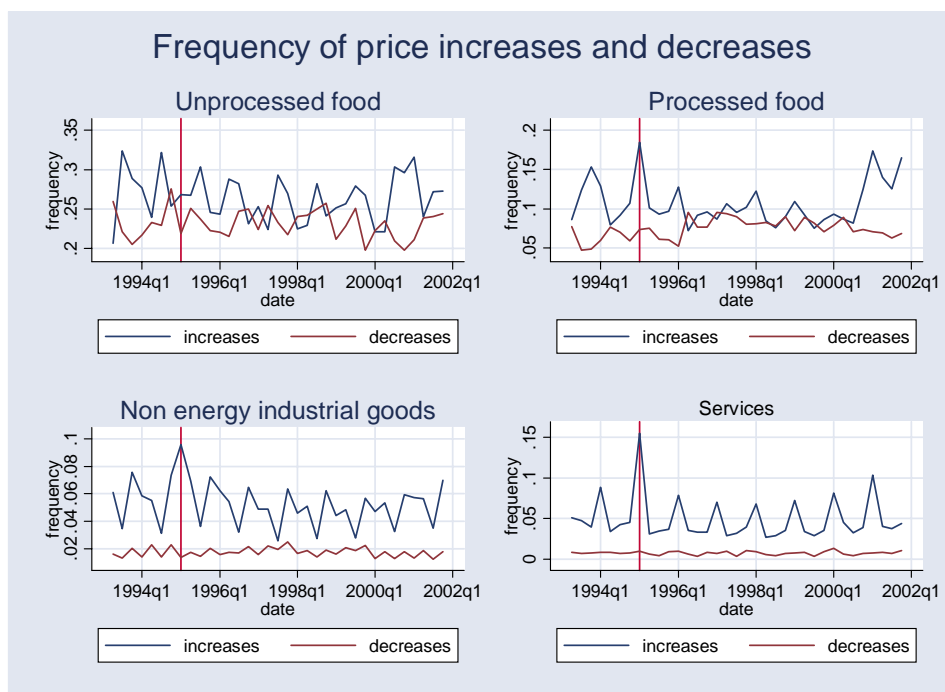 Frequency of price increases and decreases
Unprocessed food
.2 .25 .3 .35
frequency
1994q1 1996q1 1998q1 2000q1 2002q1
date
increases decreases
Processed food
.05 .1 .15 .2
frequency
1994q1 1996q1 1998q1 2000q1 2002q1
date
increases decreases
Non energy industrial goods
.02 .04 .06 .08 .1
frequency
1994q1 1996q1 1998q1 2000q1 2002q1
date
increases decreases
Services
0 .05 .1 .15
frequency
1994q1 1996q1 1998q1 2000q1 2002q1
date
increases decreases